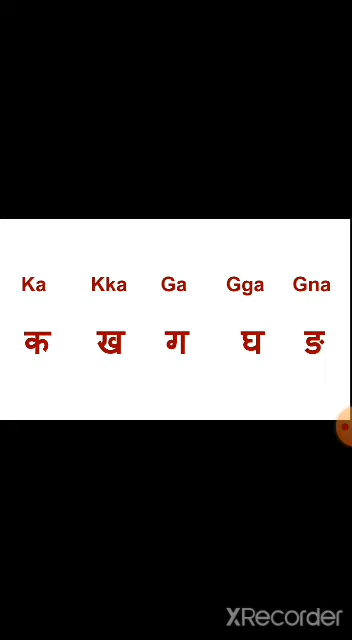 Ka Kka Ga Gga Gna
क ख ग घ ङ
XRecorder